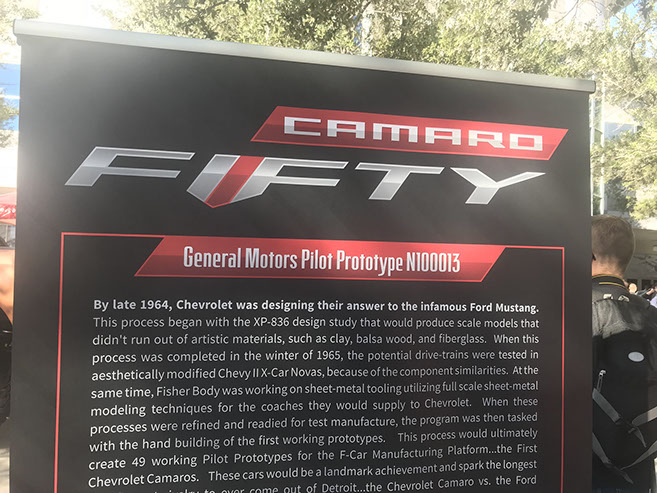 CAMARO
FIFTY
General Motors Pilot Prototype N100013
By late 1964, Chevrolet was designing their answer to the infamous Ford Mustang.
This process began with the XP-836 design study that would produce scale models that
didn't run out of artistic materials, such as clay, balsa wood, and fiberglass. When this
process was completed in the winter of 1965, the potential drive-trains were tested in
aesthetically modified Chevy II X-Car Novas, because of the component similarities. At the
same time, Fisher Body was working on sheet-metal tooling utilizing full scale sheet-metal
modeling techniques for the coaches they would supply to Chevrolet. When these
processes were refined and readied for test manufacture, the program was then tasked
with the hand building of the first working prototypes. This process would ultimately
create 49 working Pilot Prototypes for the F-Car Manufacturing Platform...the First
Chevrolet Camaros. These cars would be a landmark achievement and spark the longest
to ever come out of Detroit...the Chevrolet Camaro vs. the Ford